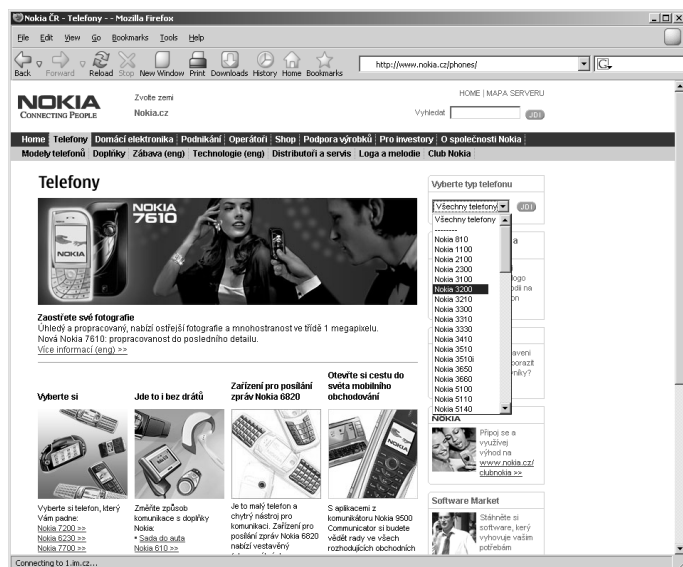 Nokia ČR - Telefony - - Mozilla Firefox
File Edit View Go Bookmarks Tools Help
Back Forward Reload Stop New Window Print Downloads History Home Bookmarks
http://www.nokia.cz/phones/
G
NOKIA
CONNECTING PEOPLE
Zvolte zemi
Nokia.cz
HOME | MAPA SERVERU
Vyhledat JDI
Home Telefony Domácí elektronika Podnikání Operátoři Shop Podpora výrobků Pro investory O společnosti Nokia
Modely telefonů Doplňky Zábava (eng) Technologie (eng) Distributoři a servis Loga a melodie Club Nokia
Telefony
NOKIA
7610
NOKIA
Zaostřete své fotografie
Úhledý a propracovaný, nabízí ostřejší fotografie a mnohostranost ve třídě 1 megapixelu.
Nová Nokia 7610: propracovanost do posledního detailu.
Více informací (eng) >>
Vyberte si
Vyberte si telefon, který
Vám padne:
Nokia 7200 >>
Nokia 6230 >>
Nokia 7700 >>
Jde to i bez drátů
Změňte způsob
komunikace s doplňky
Nokia:
• Sada do auta
Nokia 610 >>
Zařízení pro posílání
zpráv Nokia 6820
Je to malý telefon a
chytrý nástroj pro
komunikaci. Zařízení pro
posílání zpráv Nokia 6820
nabízí vestavěný
Otevřte si cestu do
světa mobilního
obchodování
S aplikacemi z
komunikátoru Nokia 9500
Communicator si budete
vědět rady ve všech
rozhodujících obchodních
Vyberte typ telefonu
Všechny telefony JDI
Všechny telefony
--------
Nokia 810
Nokia 1100
Nokia 2100
Nokia 2300
Nokia 3100
Nokia 3200
Nokia 3210
Nokia 3300
Nokia 3310
Nokia 3330
Nokia 3410
Nokia 3510
Nokia 3510i
Nokia 3650
Nokia 3660
Nokia 5100
Nokia 5110
Nokia 5140
a
logo
odii na
on
aveni
porazit
vníky?
NOKIA
Připoj se a
využívej
výhod na
www.nokia.cz/
clubnokia >>
Software Market
Stáhněte si
software, kerý
vyhovuje vašim
potřebám
Connecting to 1.im.cz...